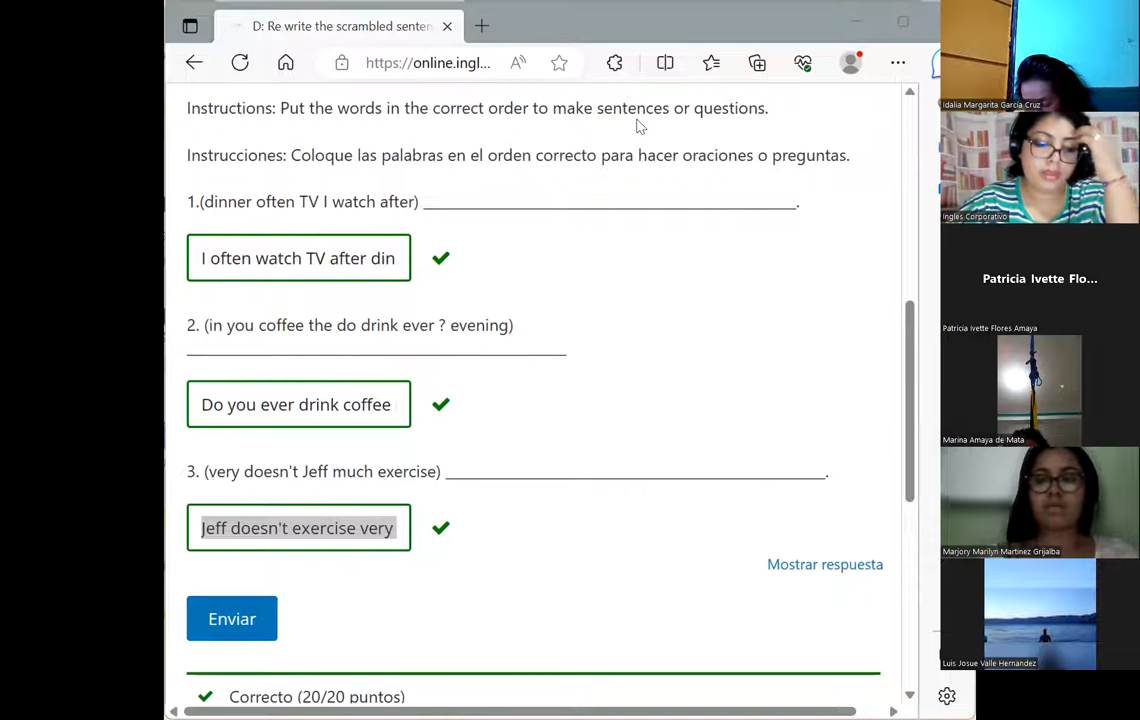 D: Re write the scrambled senten
https://online.ingl...
Instructions: Put the words in the correct order to make sentences or questions.
Instrucciones: Coloque las palabras en el orden correcto para hacer oraciones o preguntas.
1.(dinner often TV I watch after) ____________________.
I often watch TV after din
2. (in you coffee the do drink ever ? evening)
____________________
Do you ever drink coffee
3. (very doesn't Jeff much exercise) ____________________.
Jeff doesn't exercise very
Mostrar respuesta
Enviar
Correcto (20/20 puntos)
Idalia Margarita García Cruz
Ingles Corporativo
Patricia Ivette Flo...
Patricia Ivette Flores Amaya
Marina Amaya de Mata
Marjory Marilyn Martinez Grijalba
Luis Josue Valle Hernandez